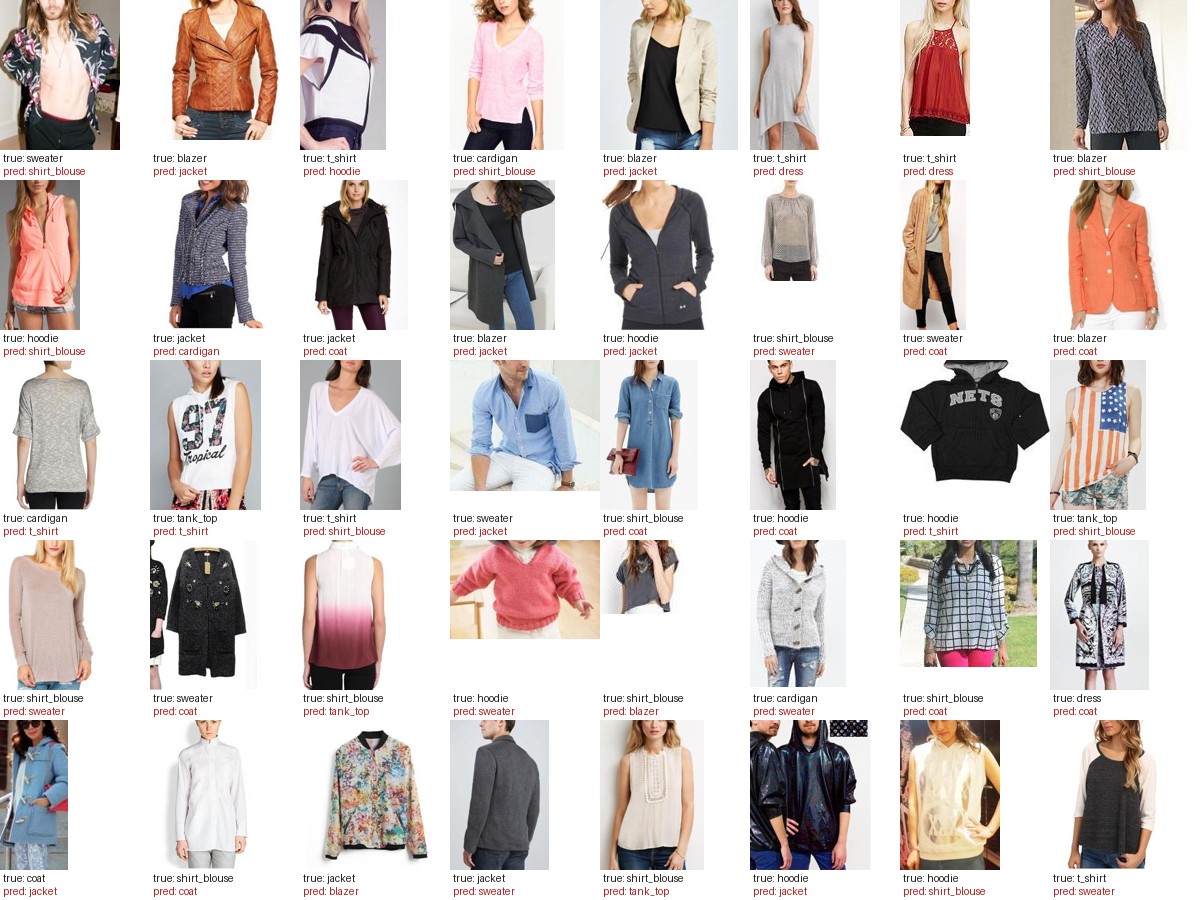 true: sweater
pred: shirt_blouse
true: blazer
pred: jacket
true: t_shirt
pred: hoodie
true: cardigan
pred: shirt_blouse
true: blazer
pred: jacket
true: t_shirt
pred: dress
true: t_shirt
pred: dress
true: blazer
pred: shirt_blouse
true: hoodie
pred: shirt_blouse
true: jacket
pred: cardigan
true: jacket
pred: coat
true: blazer
pred: jacket
true: hoodie
pred: jacket
true: shirt_blouse
pred: sweater
true: sweater
pred: coat
true: blazer
pred: coat
97
Tropical
NETS
true: cardigan
pred: t_shirt
true: tank_top
pred: t_shirt
true: t_shirt
pred: shirt_blouse
true: sweater
pred: jacket
true: shirt_blouse
pred: coat
true: hoodie
pred: coat
true: hoodie
pred: t_shirt
true: tank_top
pred: shirt_blouse
true: shirt_blouse
pred: sweater
true: sweater
pred: coat
true: shirt_blouse
pred: tank_top
true: hoodie
pred: sweater
true: shirt_blouse
pred: blazer
true: cardigan
pred: sweater
true: shirt_blouse
pred: coat
true: dress
pred: coat
true: coat
pred: jacket
true: shirt_blouse
pred: coat
true: jacket
pred: blazer
true: jacket
pred: sweater
true: shirt_blouse
pred: tank_top
true: hoodie
pred: jacket
true: hoodie
pred: shirt_blouse
true: t_shirt
pred: sweater